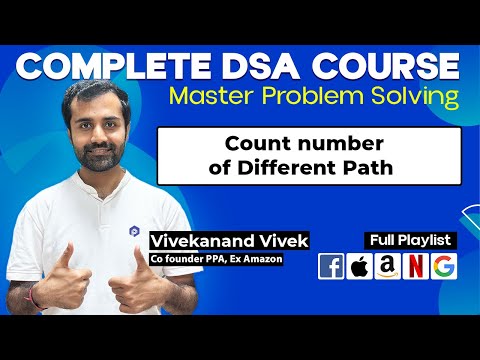 COMPLETE DSA COURSE
Master Problem Solving
Count number
of Different Path
Vivekanand Vivek
Co founder PPA, Ex Amazon
Full Playlist